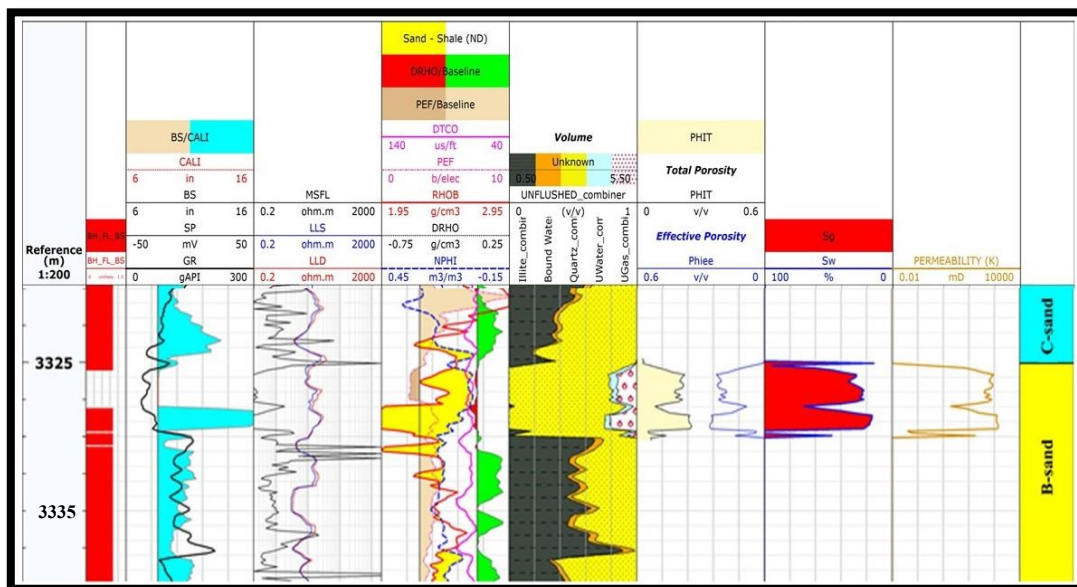 Reference
(m)
1:200
BH_FL_BS
BH_FL_BS
BS/CALI
CALI
6 in 16
BS
6 in 16
SP
-50 mV 50
GR
0 gAPI 300
MSFL
0.2 ohm.m 2000
LLS
0.2 ohm.m 2000
LLD
0.2 ohm.m 2000
Sand - Shale (ND)
DRHO/Baseline
PEF/Baseline
DTCO
140 us/ft 40
PEF
0 b/elec 10
RHOB
1.95 g/cm3 2.95
DRHO
-0.75 g/cm3 0.25
NPHI
0.45 m3/m3 -0.15
Volume
Unknown
0.50 5.50
UNFLUSHED_combiner
0 (v/v) 1
Illite_combin
Bound Wate
Quartz_com
UWater_com
UGas_combi
PHIT
Total Porosity
PHIT
0 v/v 0.6
Effective Porosity
Phiee
0.6 v/v 0
Sg
Sw
100 % 0
PERMEABILITY (K)
0.01 mD 10000
3325
3335
C-sand
B-sand